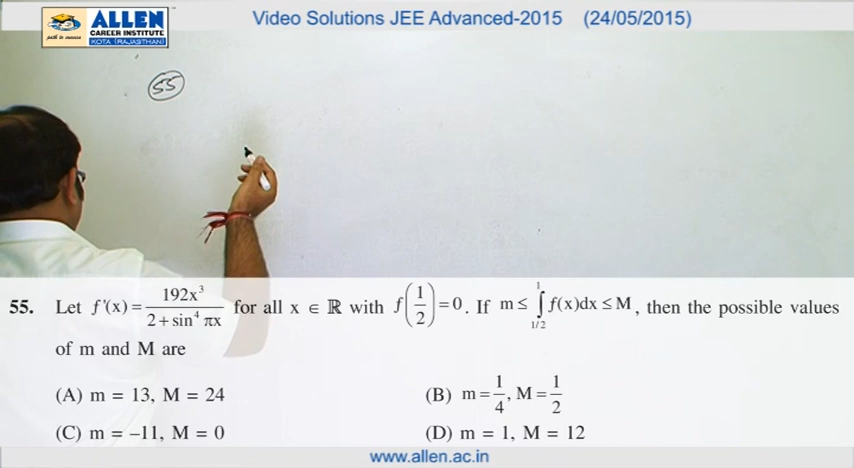 ALLEN
CAREER INSTITUTE
path to success
KOTA (RAJASTHAN)
Video Solutions JEE Advanced-2015 (24/05/2015)
55
55. Let f'(x) = 192x³ / (2 + sin⁴ πx) for all x ∈ ℝ with f(1/2) = 0. If m ≤ ∫_{1/2}^{1} f(x)dx ≤ M, then the possible values
of m and M are
(A) m = 13, M = 24 (B) m = 1/4, M = 1/2
(C) m = –11, M = 0 (D) m = 1, M = 12
www.allen.ac.in